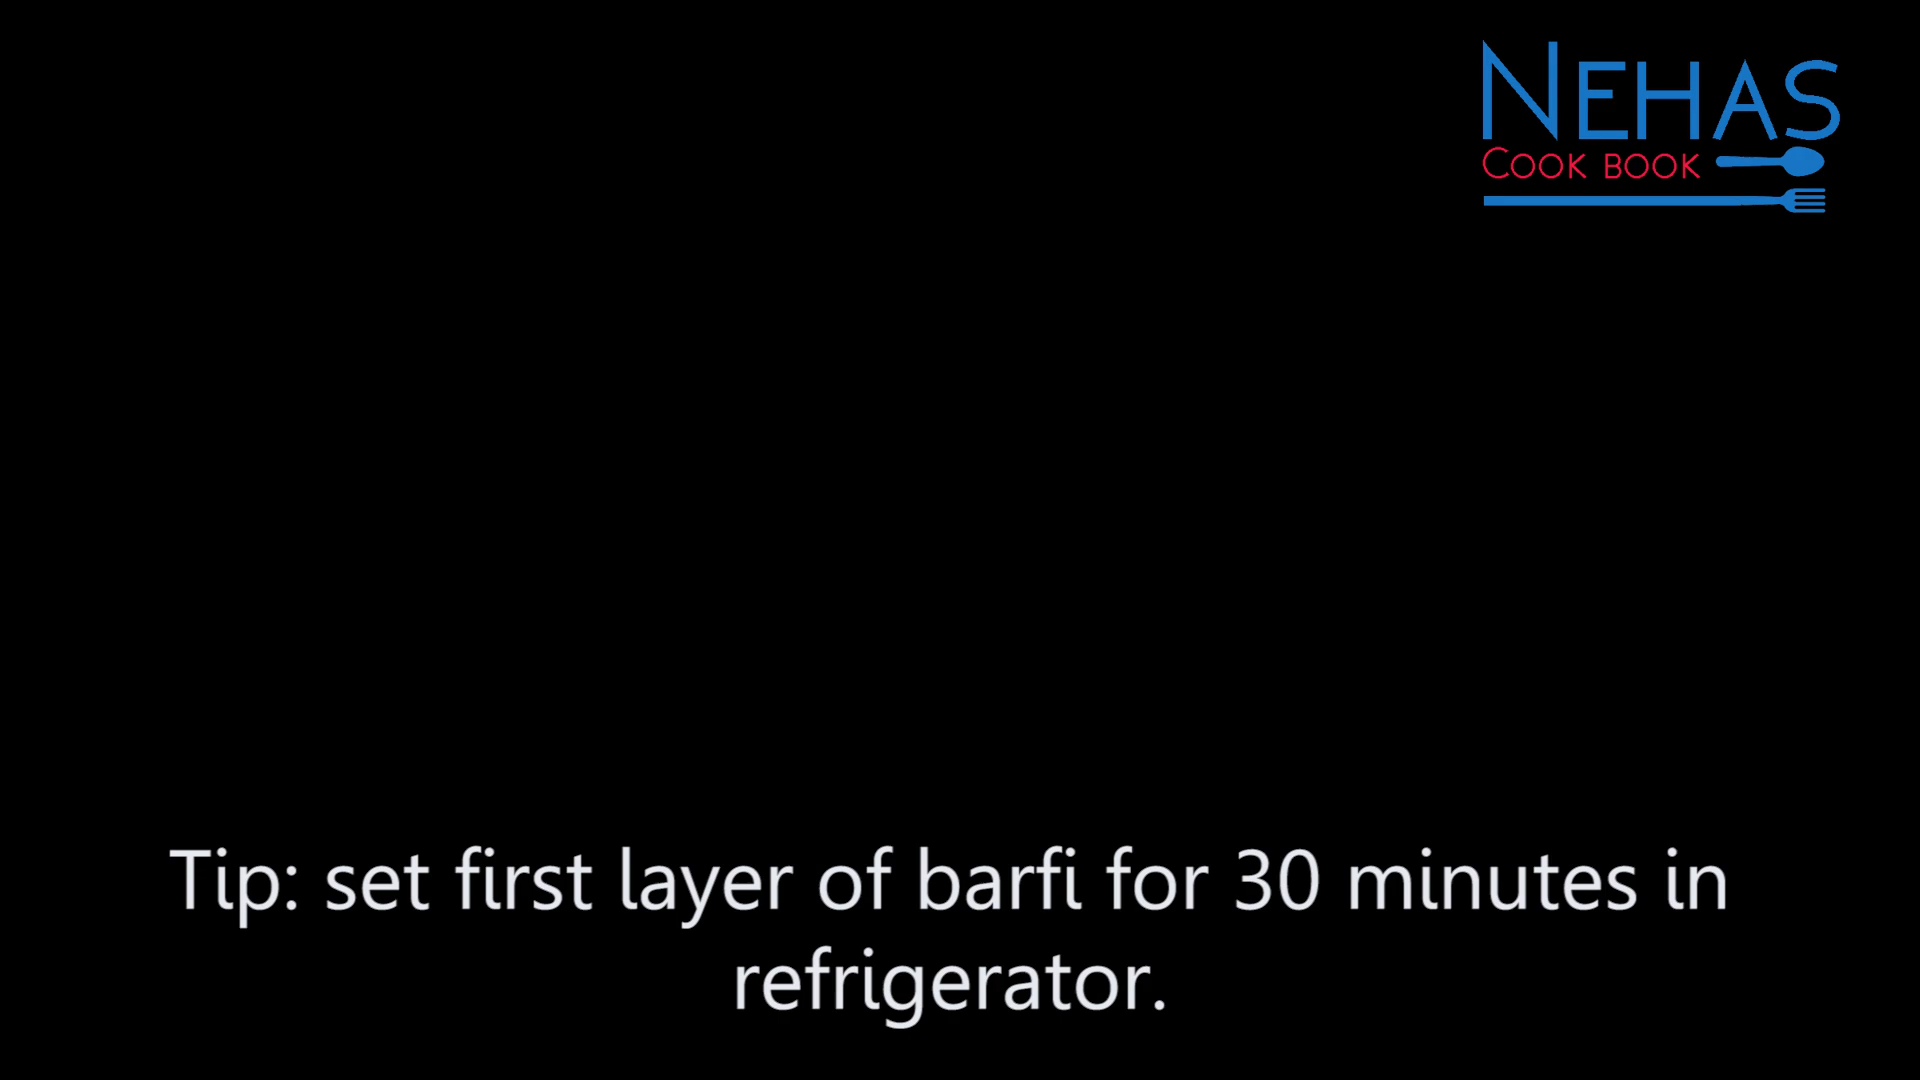 NEHAS
COOK BOOK
Tip: set first layer of barfi for 30 minutes in
refrigerator.